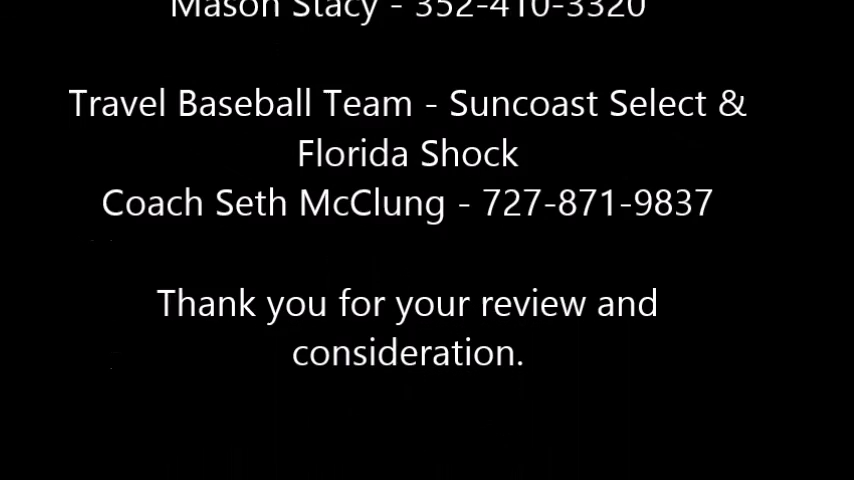 Mason Stacy - 352-410-3320
Travel Baseball Team - Suncoast Select &
Florida Shock
Coach Seth McClung - 727-871-9837
Thank you for your review and
consideration.